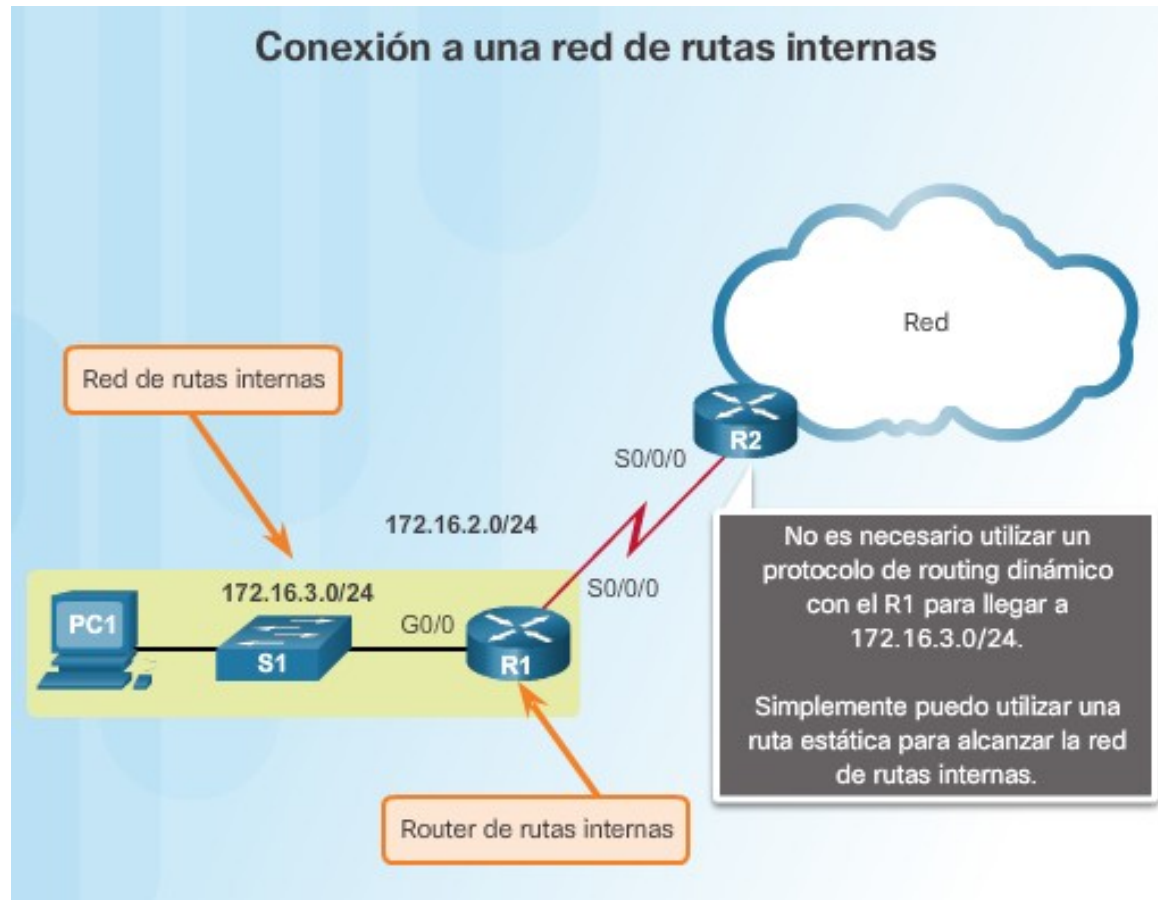 Conexión a una red de rutas internas
Red
Red de rutas internas
R2
S0/0/0
172.16.2.0/24
No es necesario utilizar un
protocolo de routing dinámico
con el R1 para llegar a
172.16.3.0/24.
Simplemente puedo utilizar una
ruta estática para alcanzar la red
de rutas internas.
172.16.3.0/24
S0/0/0
PC1
G0/0
S1
R1
Router de rutas internas